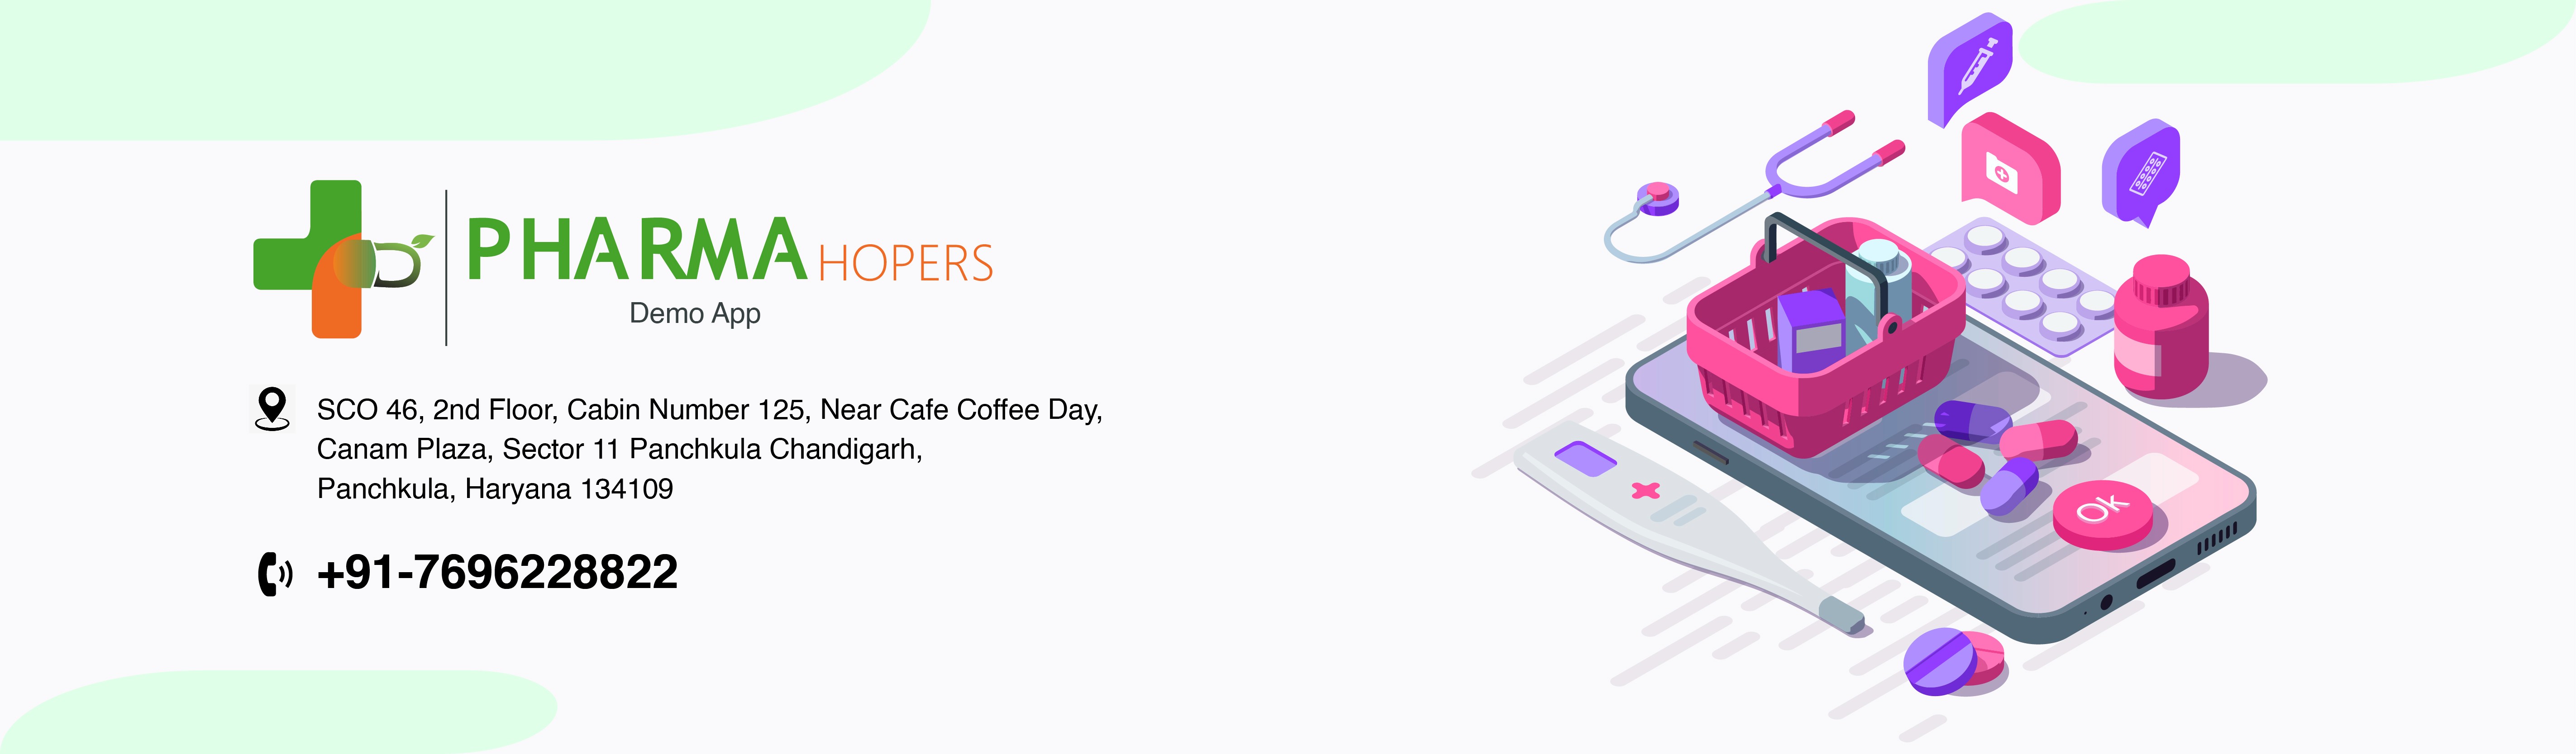 D
PHARMA HOPERS
Demo App
SCO 46, 2nd Floor, Cabin Number 125, Near Cafe Coffee Day,
Canam Plaza, Sector 11 Panchkula Chandigarh,
Panchkula, Haryana 134109
+91-7696228822
Ok